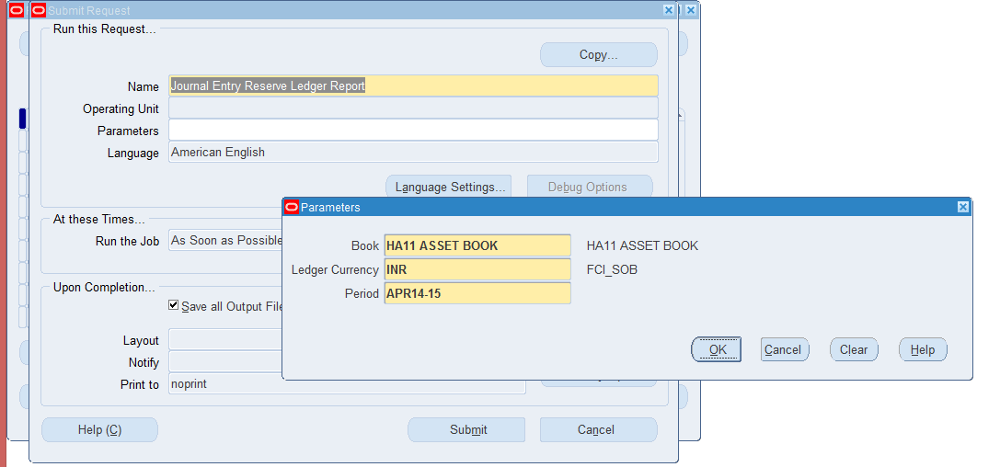 Submit Request
Run this Request...
Copy...
Name Journal Entry Reserve Ledger Report
Operating Unit
Parameters
Language American English
Language Settings... Debug Options
At these Times...
Run the Job As Soon as Possible
Upon Completion...
Save all Output File
Layout
Notify
Print to noprint
Help (C) Submit Cancel
Parameters
Book HA11 ASSET BOOK HA11 ASSET BOOK
Ledger Currency INR FCI_SOB
Period APR14-15
OK Cancel Clear Help